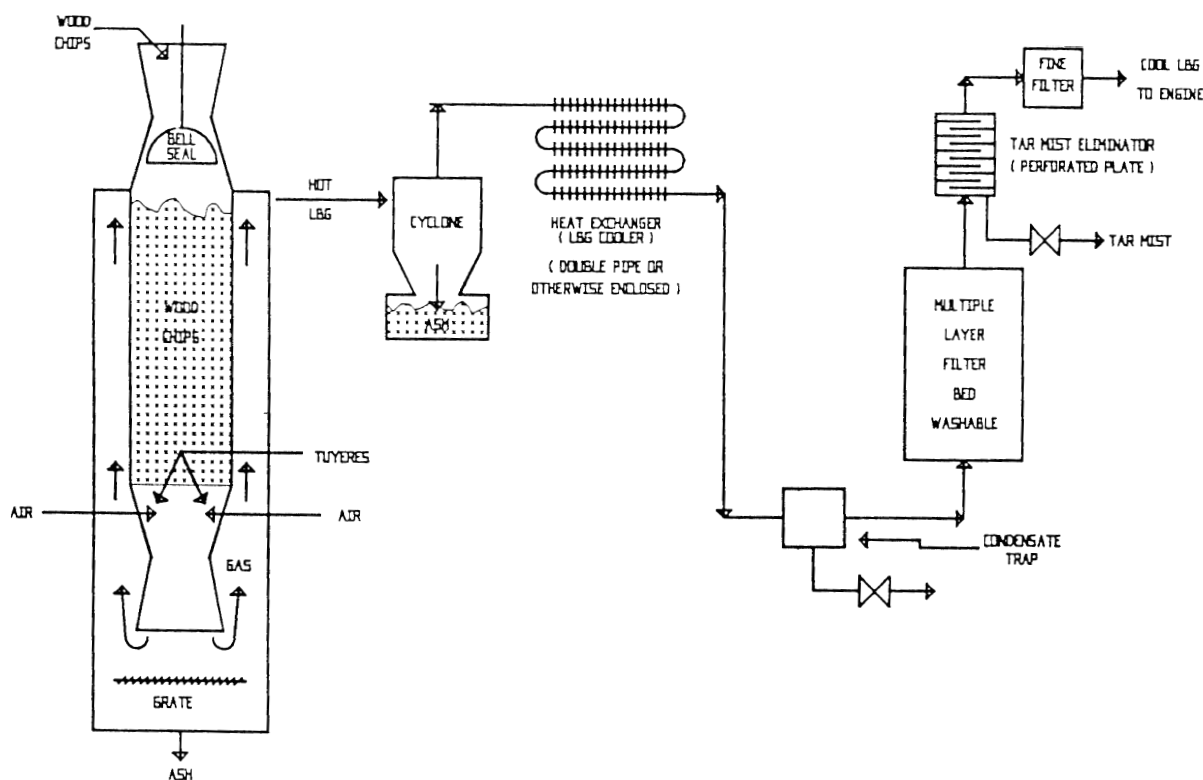 WOOD
CHIPS
BELL
SEAL
WOOD
CHIPS
TUYERES
AIR
AIR
GAS
GRATE
ASH
HOT
LBG
CYCLONE
ASH
HEAT EXCHANGER
( LBG COOLER )
( DOUBLE PIPE OR
OTHERWISE ENCLOSED )
CONDENSATE
TRAP
MULTIPLE
LAYER
FILTER
BED
WASHABLE
TAR MIST
TAR MIST ELIMINATOR
( PERFORATED PLATE )
FINE
FILTER
COOL LBG
TO ENGINE